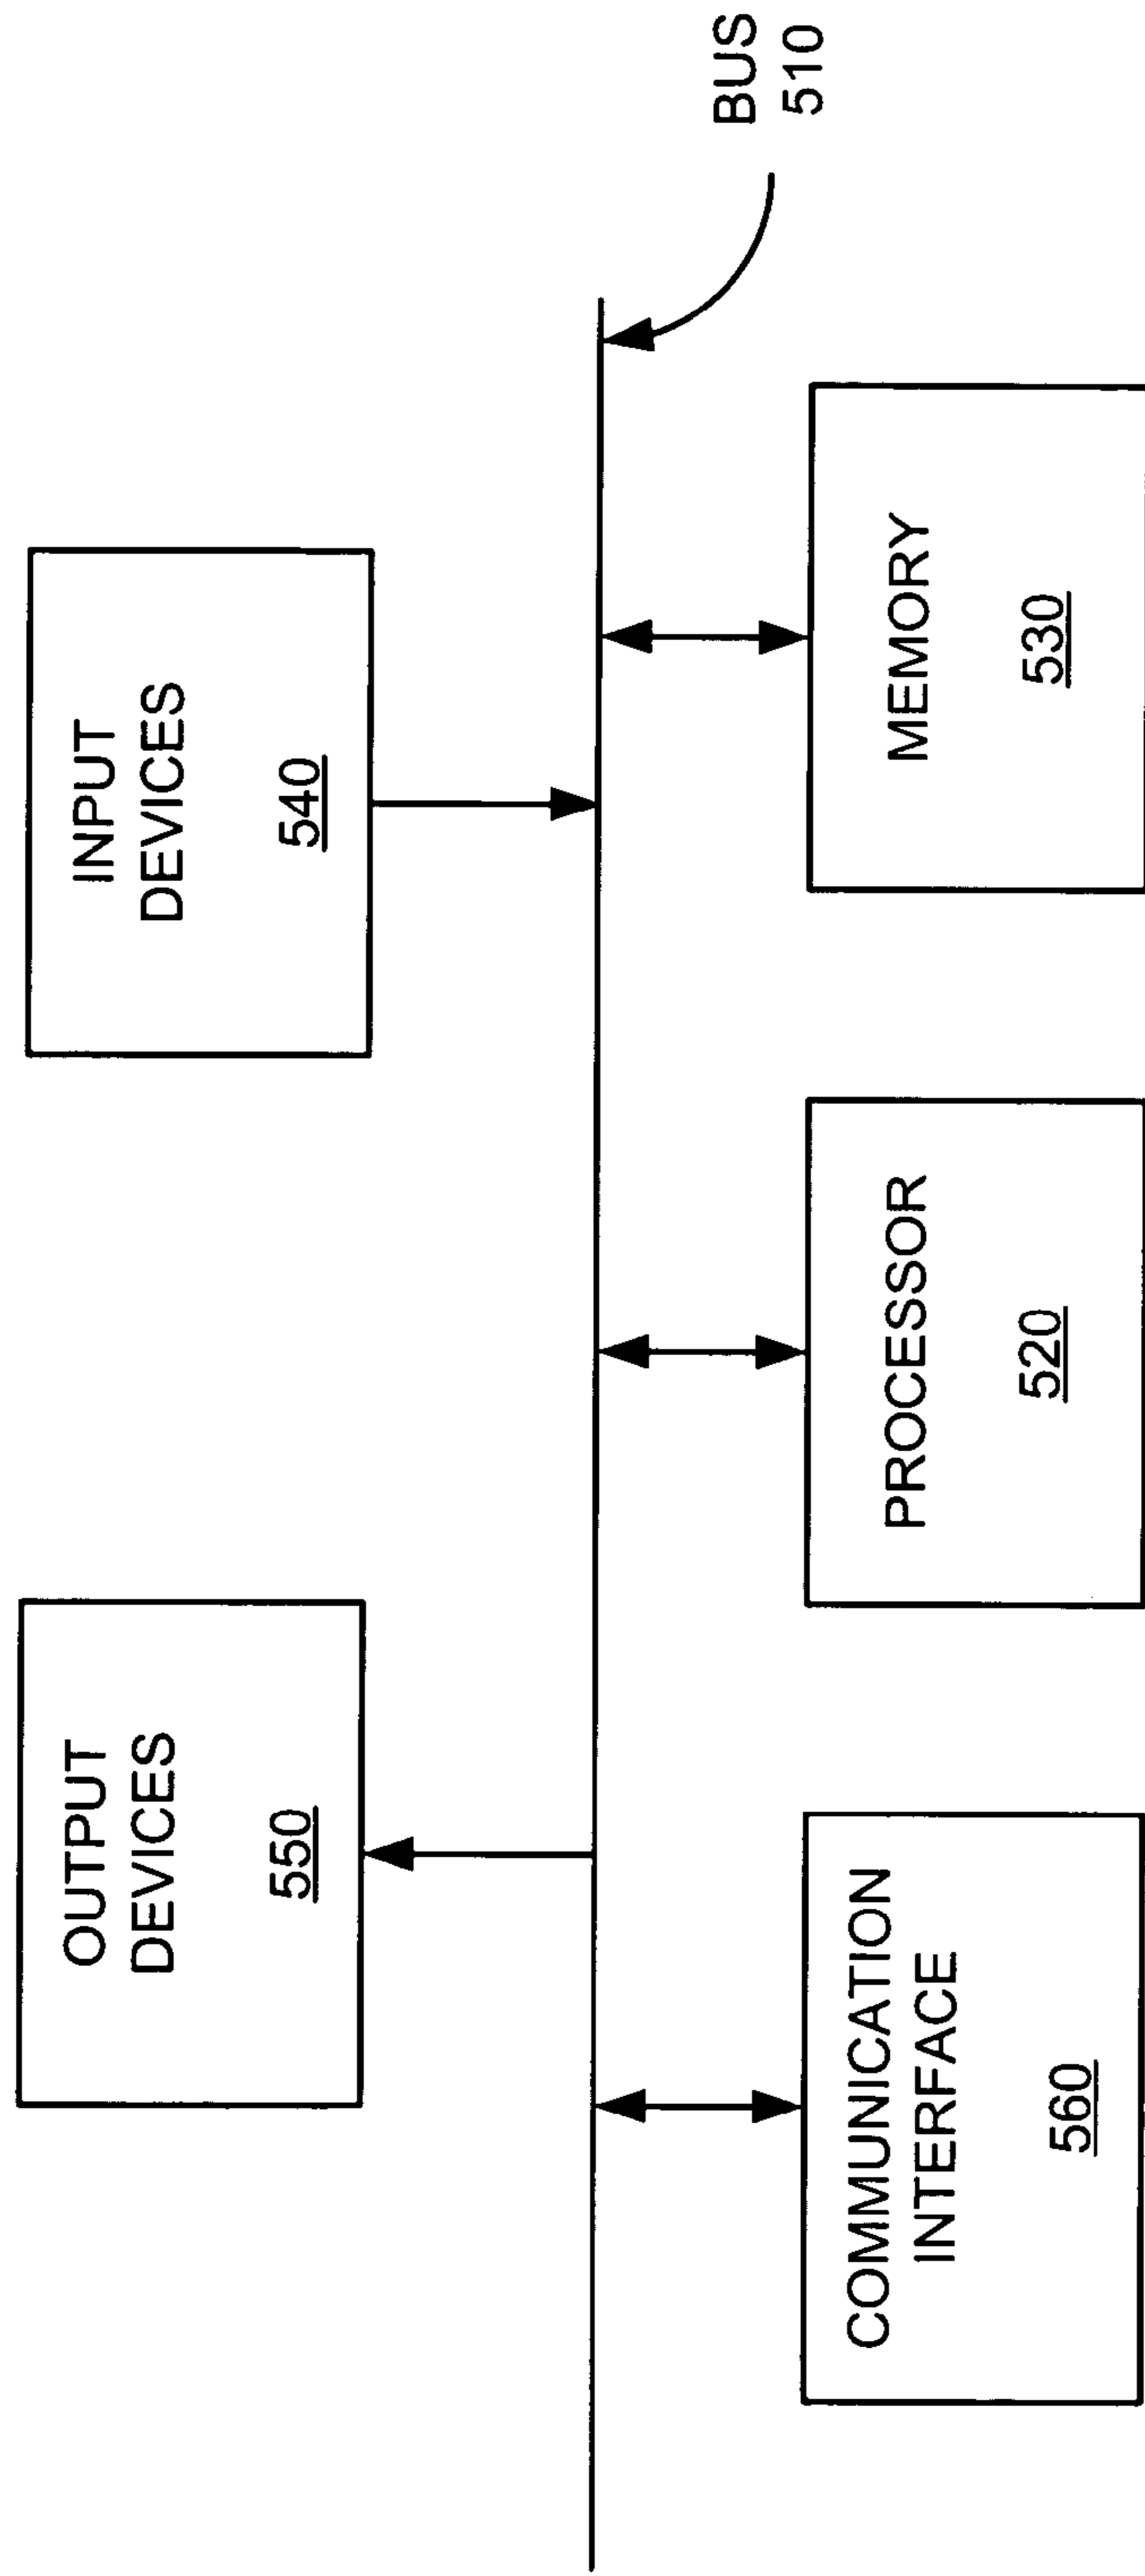 OUTPUT
DEVICES
550
INPUT
DEVICES
540
BUS
510
COMMUNICATION
INTERFACE
560
PROCESSOR
520
MEMORY
530